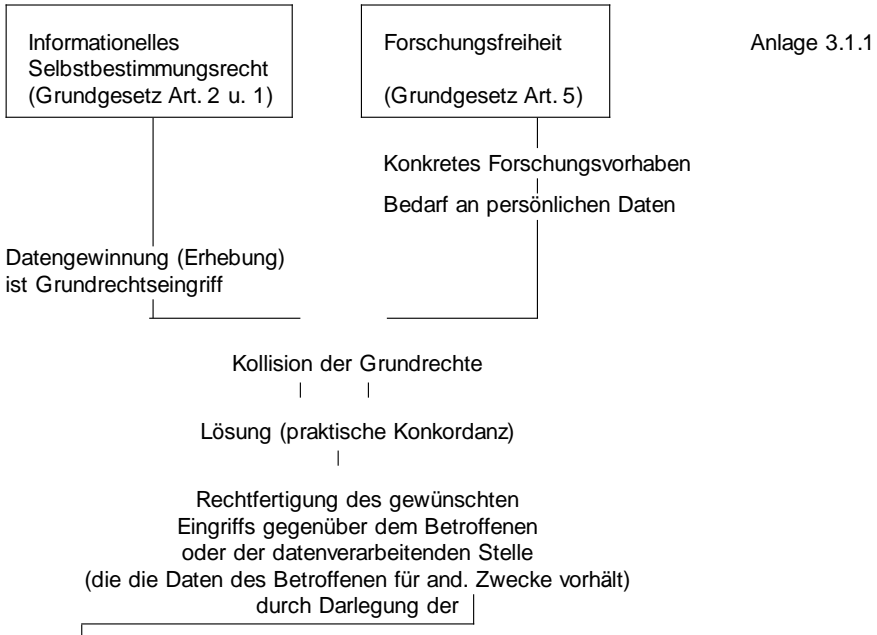 Informationelles
Selbstbestimmungsrecht
(Grundgesetz Art. 2 u. 1)
Forschungsfreiheit
(Grundgesetz Art. 5)
Anlage 3.1.1
Konkretes Forschungsvorhaben
Bedarf an persönlichen Daten
Datengewinnung (Erhebung)
ist Grundrechtseingriff
Kollision der Grundrechte
Lösung (praktische Konkordanz)
Rechtfertigung des gewünschten
Eingriffs gegenüber dem Betroffenen
oder der datenverarbeitenden Stelle
(die die Daten des Betroffenen für and. Zwecke vorhält)
durch Darlegung der